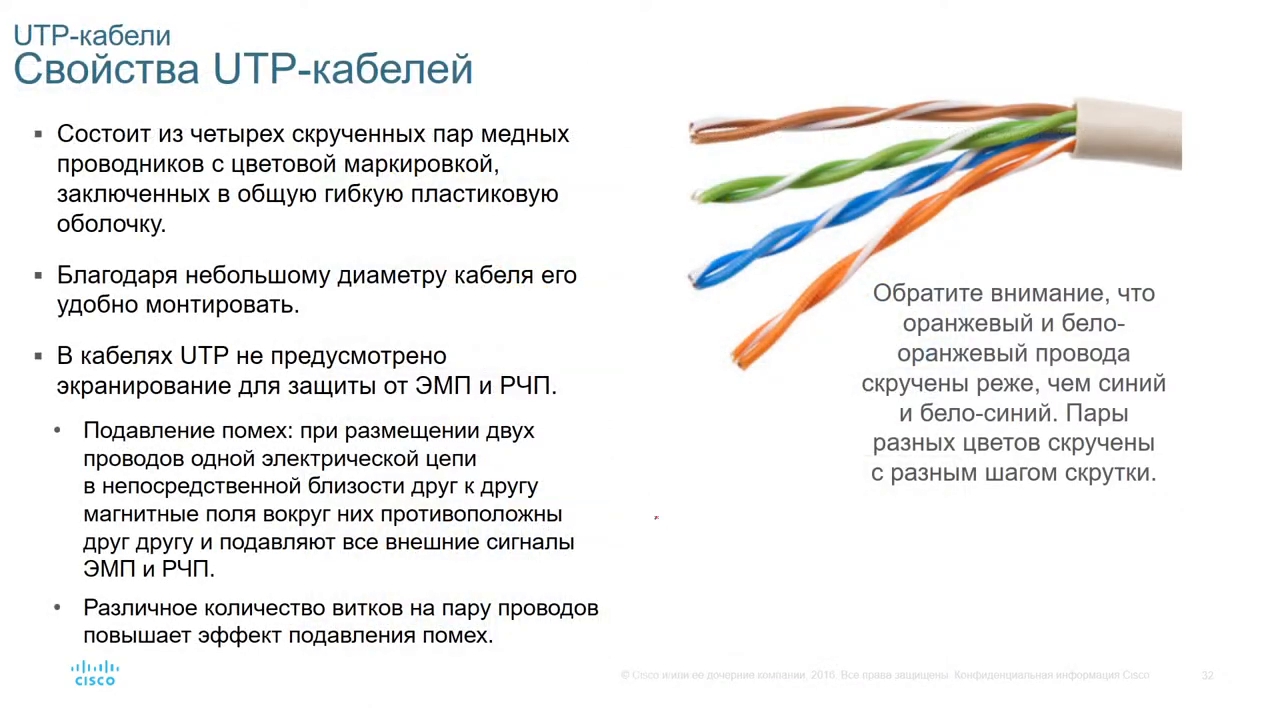 UTP-кабели
Свойства UTP-кабелей
▪ Состоит из четырех скрученных пар медных
проводников с цветовой маркировкой,
заключенных в общую гибкую пластиковую
оболочку.
▪ Благодаря небольшому диаметру кабеля его
удобно монтировать.
▪ В кабелях UTP не предусмотрено
экранирование для защиты от ЭМП и РЧП.
• Подавление помех: при размещении двух
проводов одной электрической цепи
в непосредственной близости друг к другу
магнитные поля вокруг них противоположны
друг другу и подавляют все внешние сигналы
ЭМП и РЧП.
• Различное количество витков на пару проводов
повышает эффект подавления помех.
Обратите внимание, что
оранжевый и бело-
оранжевый провода
скручены реже, чем синий
и бело-синий. Пары
разных цветов скручены
с разным шагом скрутки.
CISCO
© Cisco и/или ее дочерние компании, 2016. Все права защищены. Конфиденциальная информация Cisco
32